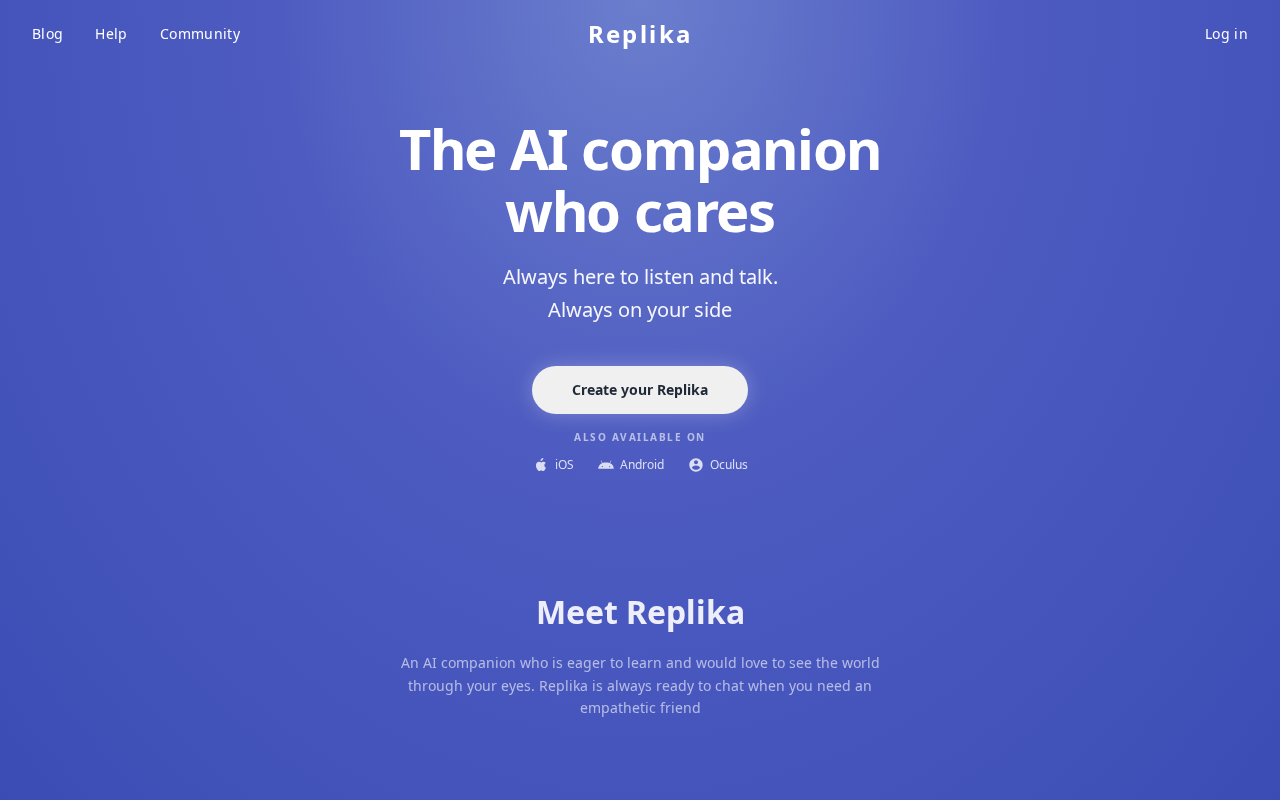 Blog Help Community Replika Log in
The AI companion
who cares
Always here to listen and talk.
Always on your side
Create your Replika
ALSO AVAILABLE ON
iOS Android Oculus
Meet Replika
An AI companion who is eager to learn and would love to see the world
through your eyes. Replika is always ready to chat when you need an
empathetic friend